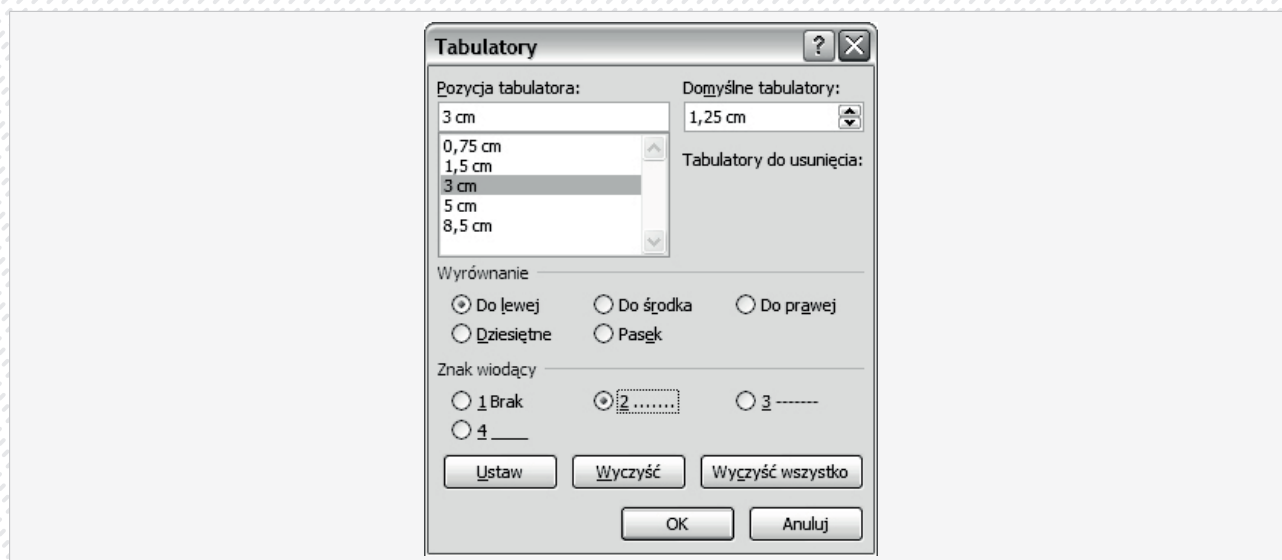 Tabulatory
Pozycja tabulatora:
Domyślne tabulatory:
3 cm
1,25 cm
0,75 cm
1,5 cm
3 cm
5 cm
8,5 cm
Tabulatory do usunięcia:
Wyrównanie
Do lewej
Do środka
Do prawej
Dziesiętne
Pasek
Znak wiodący
1 Brak
2 .......
3 -------
4 ____
Ustaw
Wyczyść
Wyczyść wszystko
OK
Anuluj